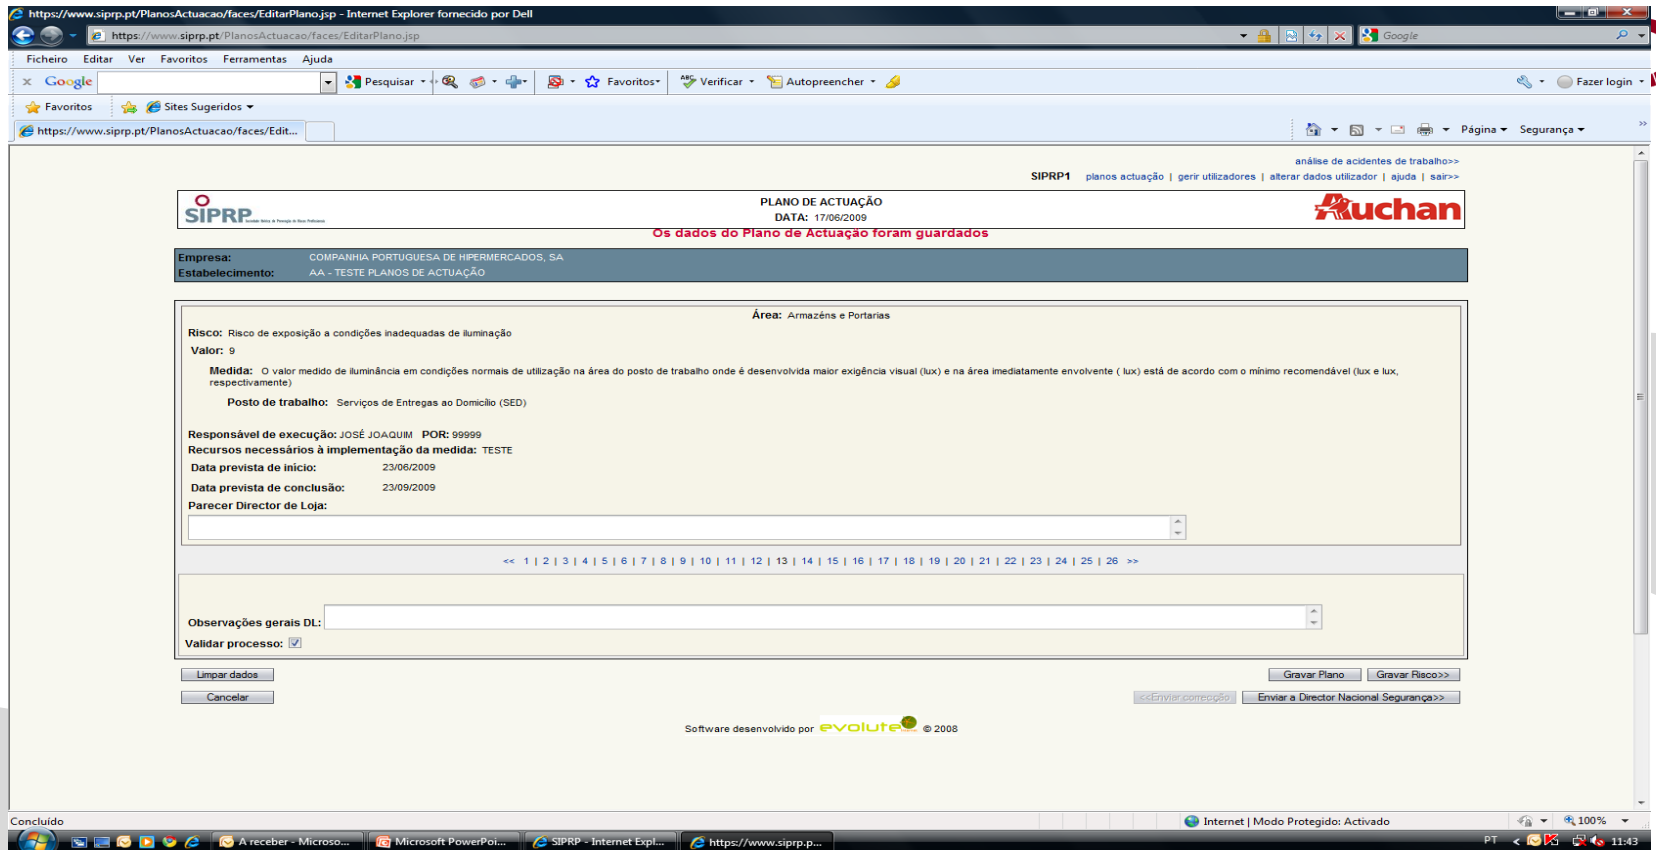 https://www.siprp.pt/PlanosActuacao/faces/EditarPlano.jsp - Internet Explorer fornecido por Dell
https://www.siprp.pt/PlanosActuacao/faces/EditarPlano.jsp
Google
Ficheiro Editar Ver Favoritos Ferramentas Ajuda
x Google Pesquisar Favoritos Verificar Autopreencher Fazer login
Favoritos Sites Sugeridos
https://www.siprp.pt/PlanosActuacao/faces/Edit... Página Segurança
análise de acidentes de trabalho>>
SIPRP1 planos actuação | gerir utilizadores | alterar dados utilizador | ajuda | sair>>
SIPRP
PLANO DE ACTUAÇÃO
DATA: 17/06/2009
Auchan
Os dados do Plano de Actuação foram guardados
Empresa: COMPANHIA PORTUGUESA DE HIPERMERCADOS, SA
Estabelecimento: AA - TESTE PLANOS DE ACTUAÇÃO
Área: Armazéns e Portarias
Risco: Risco de exposição a condições inadequadas de iluminação
Valor: 9
Medida: O valor medido de iluminância em condições normais de utilização na área do posto de trabalho onde é desenvolvida maior exigência visual (lux) e na área imediatamente envolvente ( lux) está de acordo com o mínimo recomendável (lux e lux,
respectivamente)
Posto de trabalho: Serviços de Entregas ao Domicílio (SED)
Responsável de execução: JOSÉ JOAQUIM POR: 99999
Recursos necessários à implementação da medida: TESTE
Data prevista de início: 23/06/2009
Data prevista de conclusão: 23/09/2009
Parecer Director de Loja:
<< 1 | 2 | 3 | 4 | 5 | 6 | 7 | 8 | 9 | 10 | 11 | 12 | 13 | 14 | 15 | 16 | 17 | 18 | 19 | 20 | 21 | 22 | 23 | 24 | 25 | 26 >>
Observações gerais DL:
Validar processo:
Limpar dados Gravar Plano Gravar Risco>>
Cancelar <<Enviar correcção Enviar a Director Nacional Segurança>>
Software desenvolvido por evolute © 2008
Concluído Internet | Modo Protegido: Activado 100%
A receber - Microso... Microsoft PowerPoi... SIPRP - Internet Expl... https://www.siprp.p... PT < 11:43